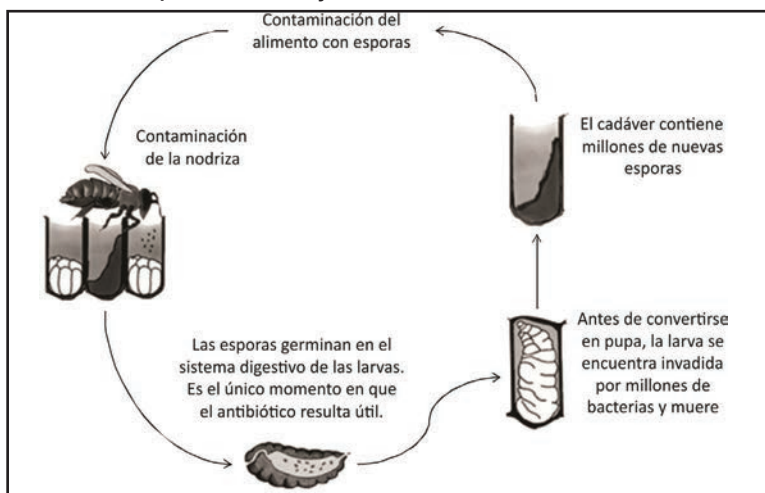 Contaminación del
alimento con esporas
Contaminación
de la nodriza
El cadáver contiene
millones de nuevas
esporas
Las esporas germinan en el
sistema digestivo de las larvas.
Es el único momento en que
el antibiótico resulta útil.
Antes de convertirse
en pupa, la larva se
encuentra invadida
por millones de
bacterias y muere